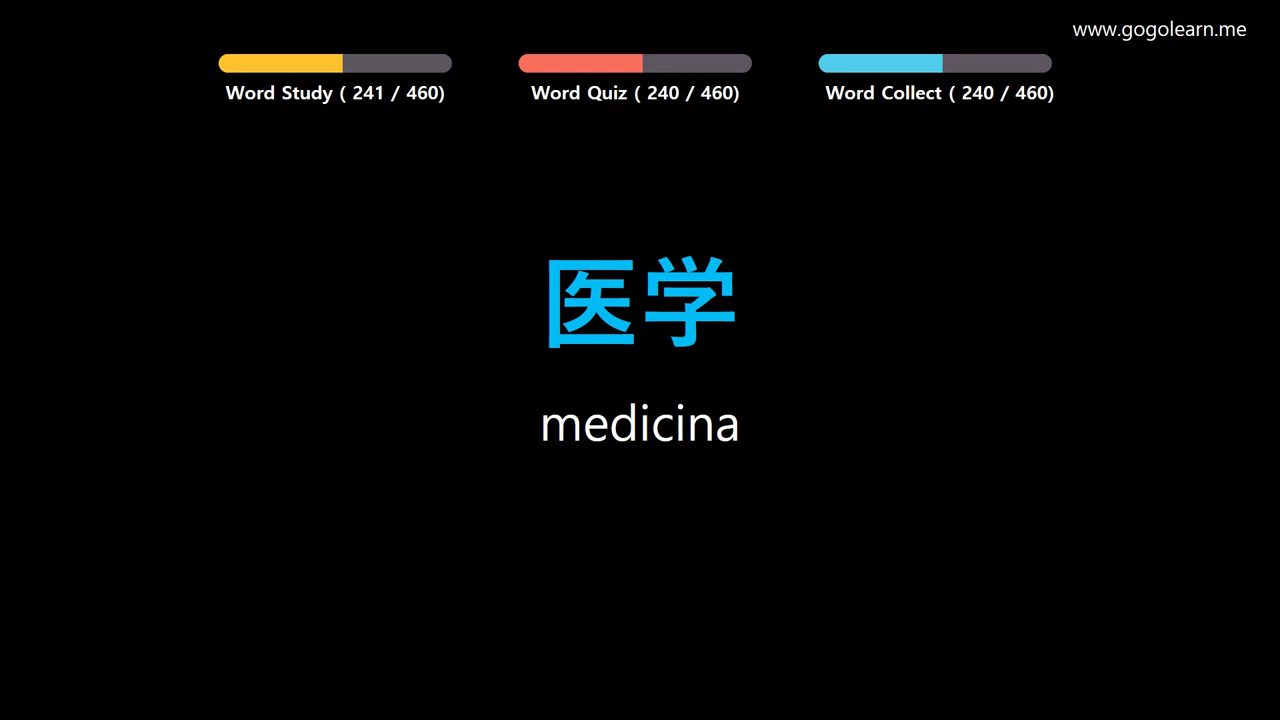 www.gogolearn.me
Word Study ( 241 / 460)
Word Quiz ( 240 / 460)
Word Collect ( 240 / 460)
医学
medicina